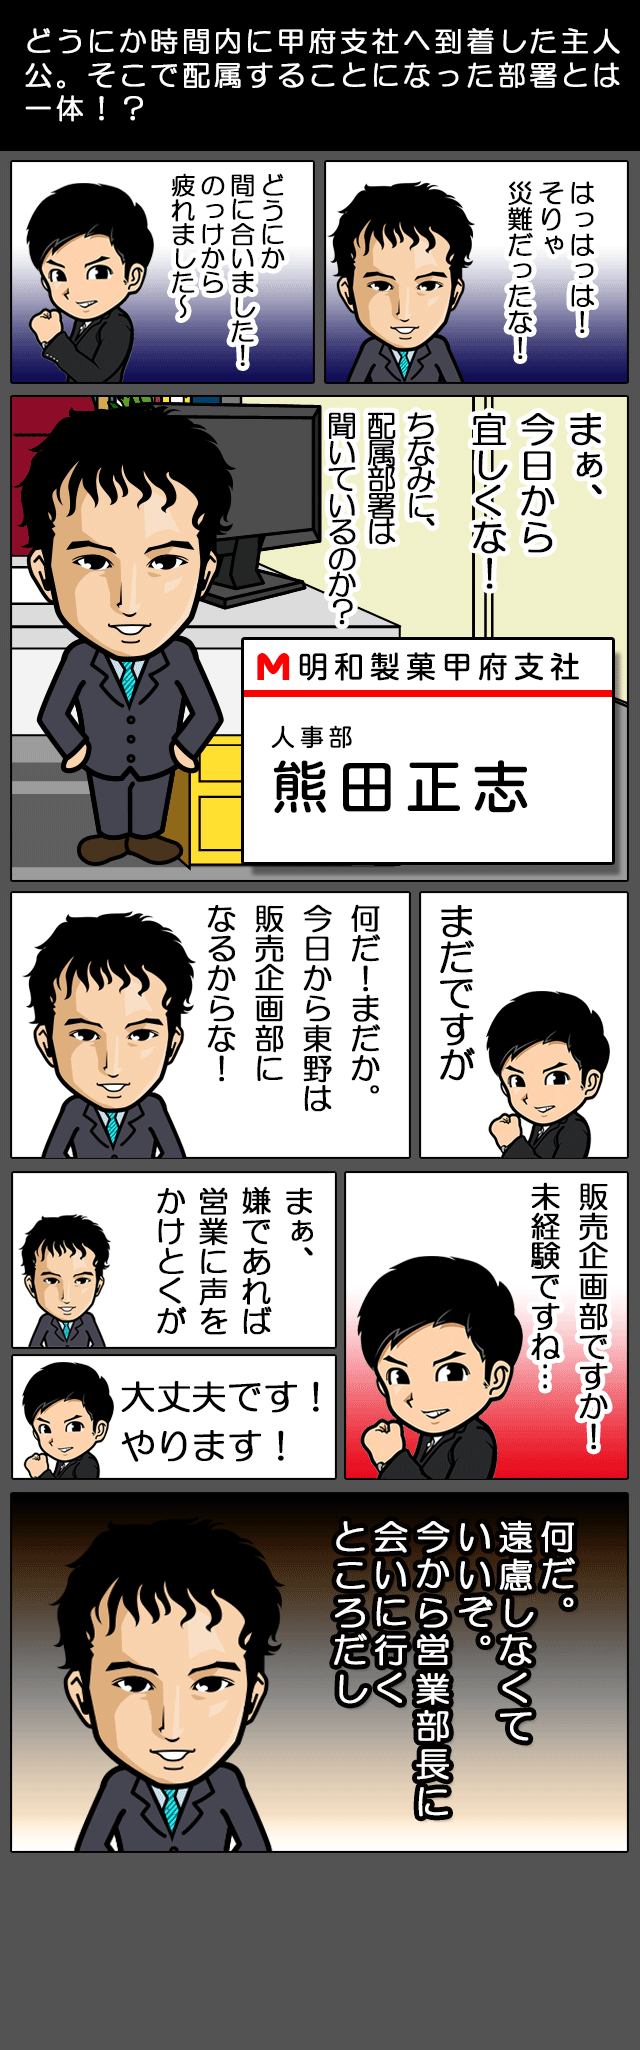 どうにか時間内に甲府支社へ到着した主人
公。そこで配属することになった部署とは
一体！？
はっはっは！
そりゃ
災難だったな！
どうにか
間に合いました！
のっけから
疲れました～
まぁ、
今日から
宜しくな！
ちなみに、
配属部署は
聞いているのか？
M 明和製菓甲府支社
人事部
熊田正志
まだですが
何だ！まだか。
今日から東野は
販売企画部に
なるからな！
販売企画部ですか！
未経験ですね…
まぁ、
嫌であれば
営業に声を
かけとくが
大丈夫です！
やります！
何だ。
遠慮しなくて
いいぞ。
今から営業部長に
会いに行く
ところだし